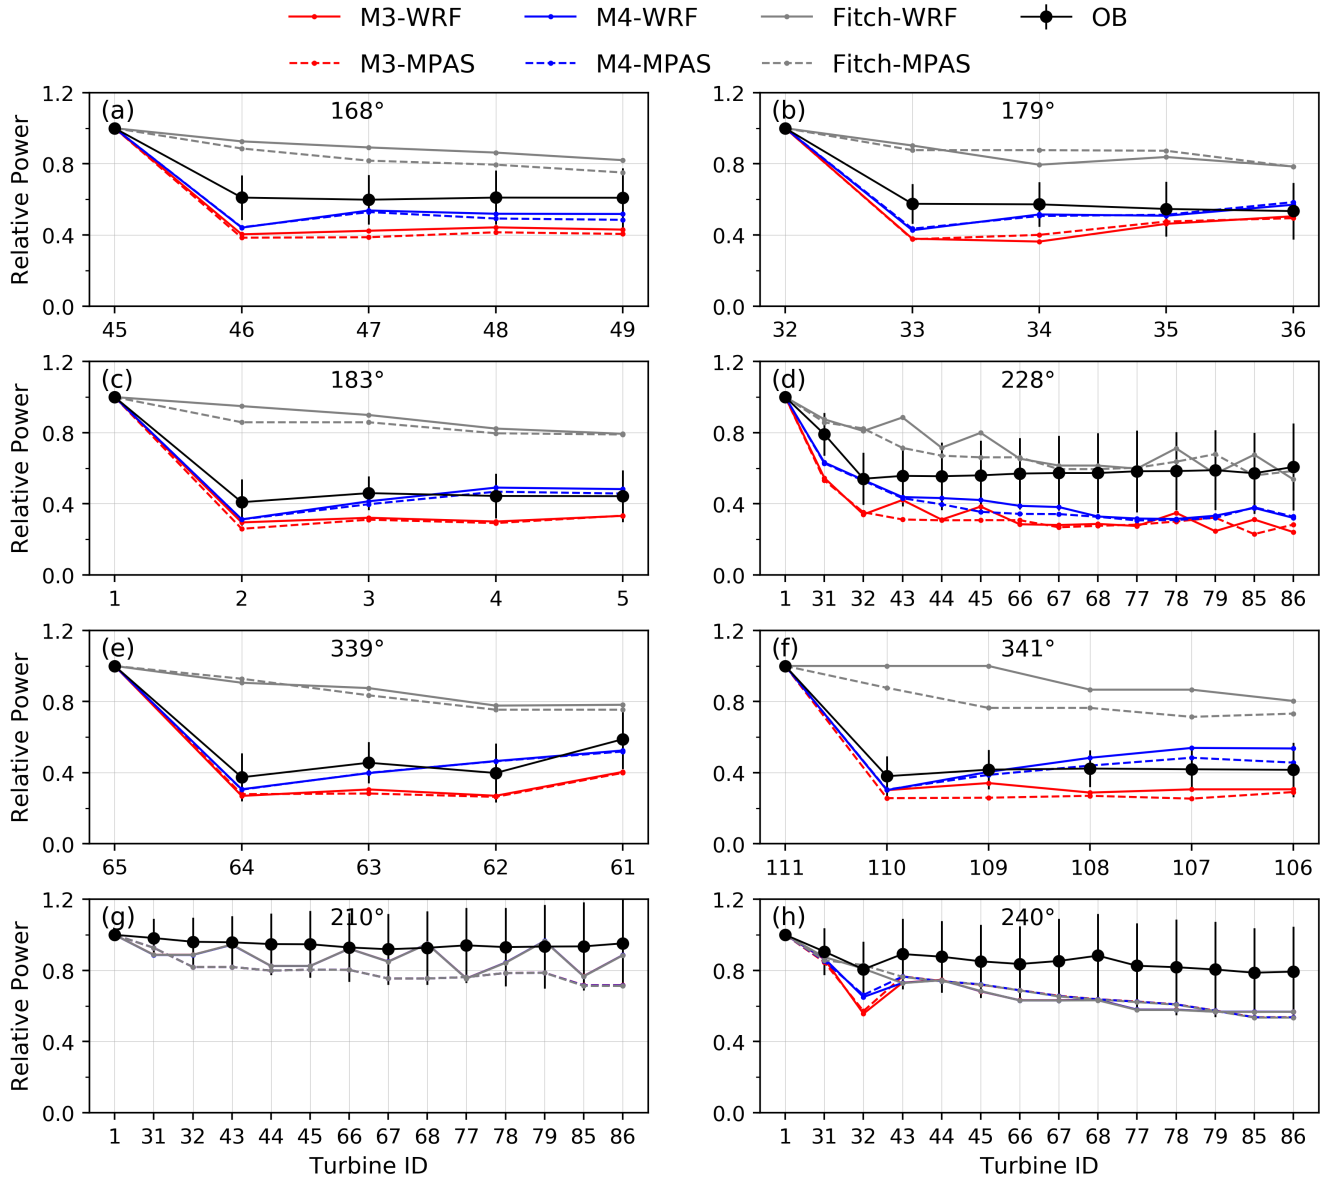 M3-WRF M4-WRF Fitch-WRF OB
M3-MPAS M4-MPAS Fitch-MPAS
(a) 168°
Relative Power
1.2
0.8
0.4
0.0
45 46 47 48 49
(b) 179°
Relative Power
1.2
0.8
0.4
0.0
32 33 34 35 36
(c) 183°
Relative Power
1.2
0.8
0.4
0.0
1 2 3 4 5
(d) 228°
Relative Power
1.2
0.8
0.4
0.0
1 31 32 43 44 45 66 67 68 77 78 79 85 86
(e) 339°
Relative Power
1.2
0.8
0.4
0.0
65 64 63 62 61
(f) 341°
Relative Power
1.2
0.8
0.4
0.0
111 110 109 108 107 106
(g) 210°
Relative Power
1.2
0.8
0.4
0.0
1 31 32 43 44 45 66 67 68 77 78 79 85 86
Turbine ID
(h) 240°
Relative Power
1.2
0.8
0.4
0.0
1 31 32 43 44 45 66 67 68 77 78 79 85 86
Turbine ID